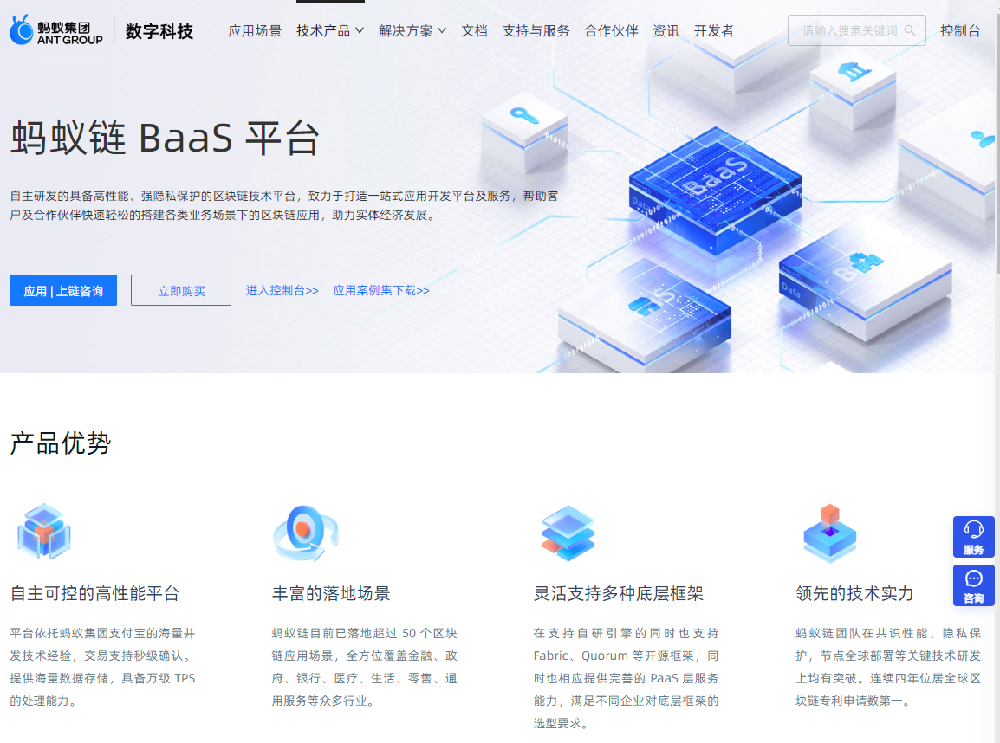 蚂蚁集团
ANT GROUP
数字科技
应用场景 技术产品 解决方案 文档 支持与服务 合作伙伴 资讯 开发者
请输入搜索关键词
控制台
蚂蚁链 BaaS 平台
自主研发的具备高性能、强隐私保护的区块链技术平台，致力于打造一站式应用开发平台及服务，帮助客
户及合作伙伴快速轻松的搭建各类业务场景下的区块链应用，助力实体经济发展。
应用 | 上链咨询 立即购买 进入控制台>> 应用案例集下载>>
BaaS
Data
Data
产品优势
自主可控的高性能平台
平台依托蚂蚁集团支付宝的海量并
发技术经验，交易支持秒级确认。
提供海量数据存储，具备万级 TPS
的处理能力。
丰富的落地场景
蚂蚁链目前已落地超过 50 个区块
链应用场景，全方位覆盖金融、政
府、银行、医疗、生活、零售、通
用服务等众多行业。
灵活支持多种底层框架
在支持自研引擎的同时也支持
Fabric、Quorum 等开源框架，同
时也相应提供完善的 PaaS 层服务
能力，满足不同企业对底层框架的
选型要求。
领先的技术实力
蚂蚁链团队在共识性能、隐私保
护，节点全球部署等关键技术研发
上均有突破。连续四年位居全球区
块链专利申请数第一。
服务
咨询